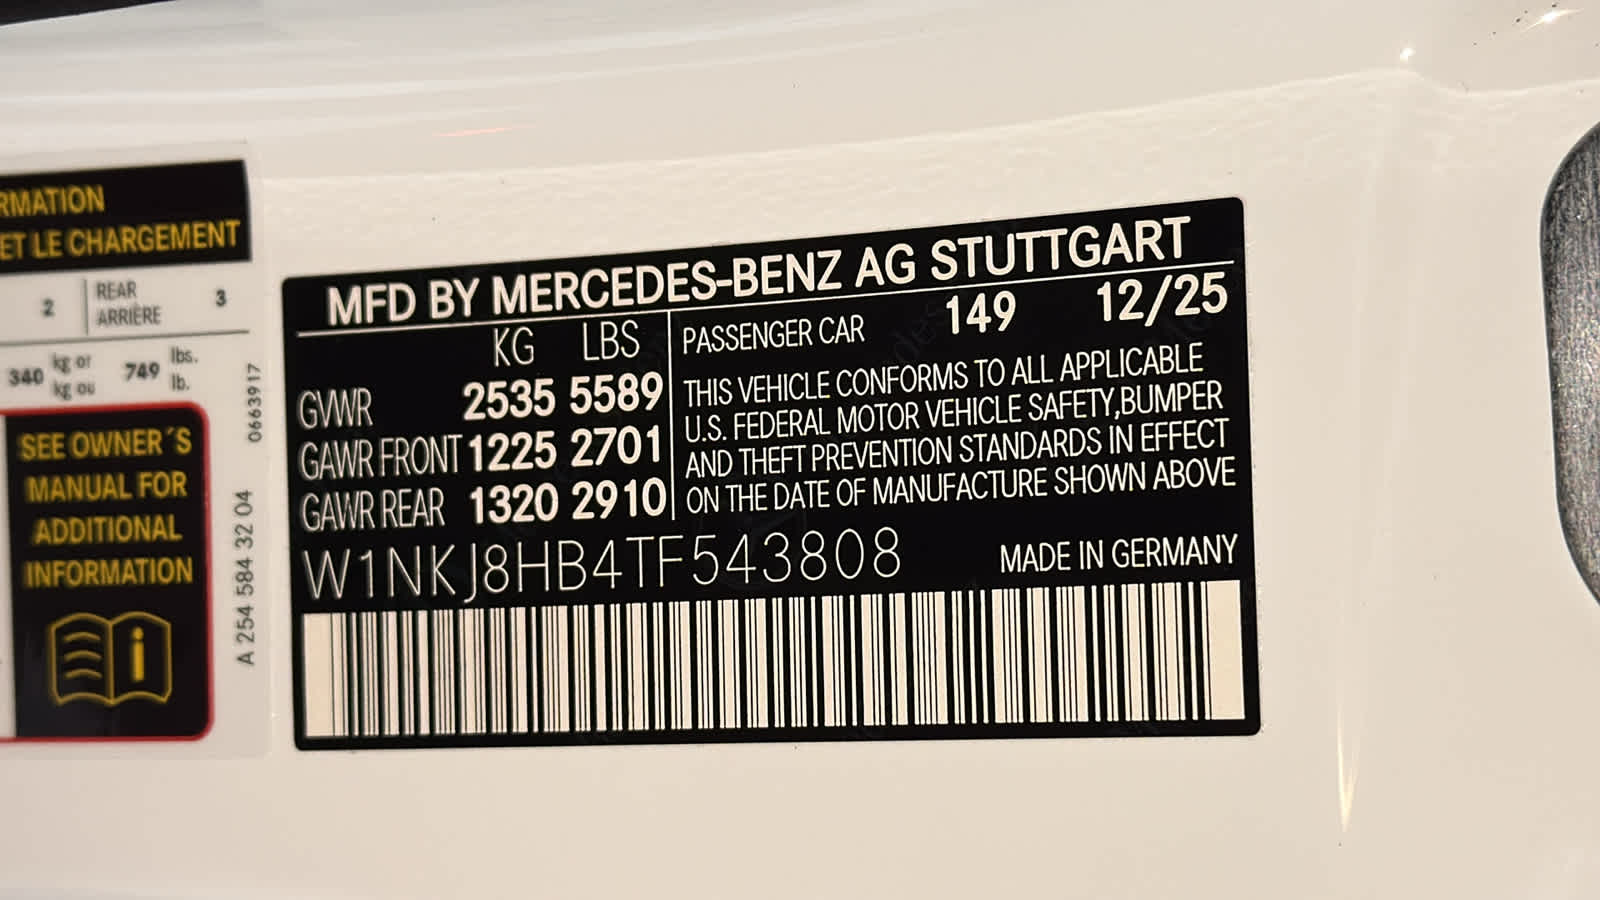 RMATION
ET LE CHARGEMENT
2 REAR ARRIÈRE 3
340 kg or kg ou 749 lbs. lb.
SEE OWNER´S
MANUAL FOR
ADDITIONAL
INFORMATION
i
0663917
A 254 584 32 04
MFD BY MERCEDES-BENZ AG STUTTGART
KG LBS
GVWR 2535 5589
GAWR FRONT 1225 2701
GAWR REAR 1320 2910
PASSENGER CAR 149 12/25
THIS VEHICLE CONFORMS TO ALL APPLICABLE
U.S. FEDERAL MOTOR VEHICLE SAFETY,BUMPER
AND THEFT PREVENTION STANDARDS IN EFFECT
ON THE DATE OF MANUFACTURE SHOWN ABOVE
W1NKJ8HB4TF543808
MADE IN GERMANY